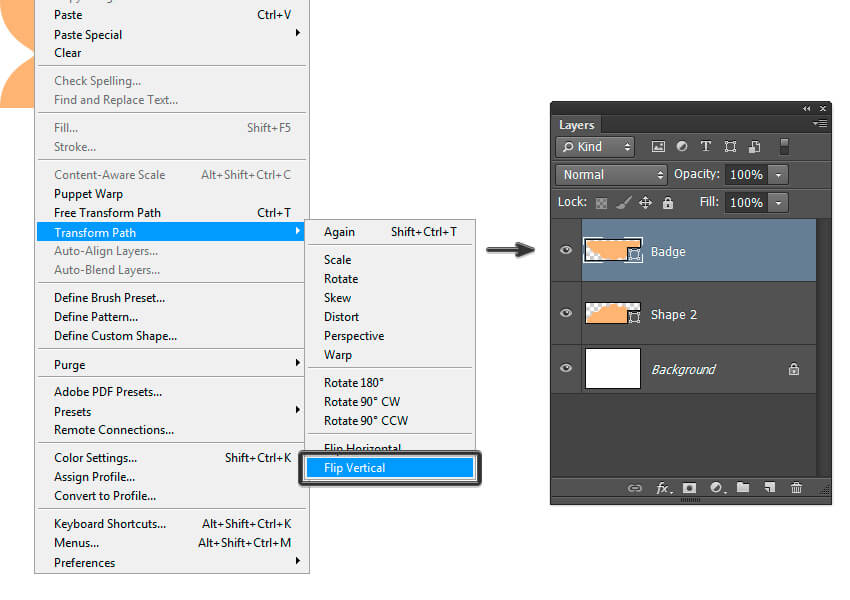 Paste Ctrl+V
Paste Special
Clear
Check Spelling...
Find and Replace Text...
Fill... Shift+F5
Stroke...
Content-Aware Scale Alt+Shift+Ctrl+C
Puppet Warp
Free Transform Path Ctrl+T
Transform Path
Auto-Align Layers...
Auto-Blend Layers...
Define Brush Preset...
Define Pattern...
Define Custom Shape...
Purge
Adobe PDF Presets...
Presets
Remote Connections...
Color Settings... Shift+Ctrl+K
Assign Profile...
Convert to Profile...
Keyboard Shortcuts... Alt+Shift+Ctrl+K
Menus... Alt+Shift+Ctrl+M
Preferences
Again Shift+Ctrl+T
Scale
Rotate
Skew
Distort
Perspective
Warp
Rotate 180°
Rotate 90° CW
Rotate 90° CCW
Flip Horizontal
Flip Vertical
Layers
Kind T
Normal Opacity: 100%
Lock: Fill: 100%
Badge
Shape 2
Background
fx